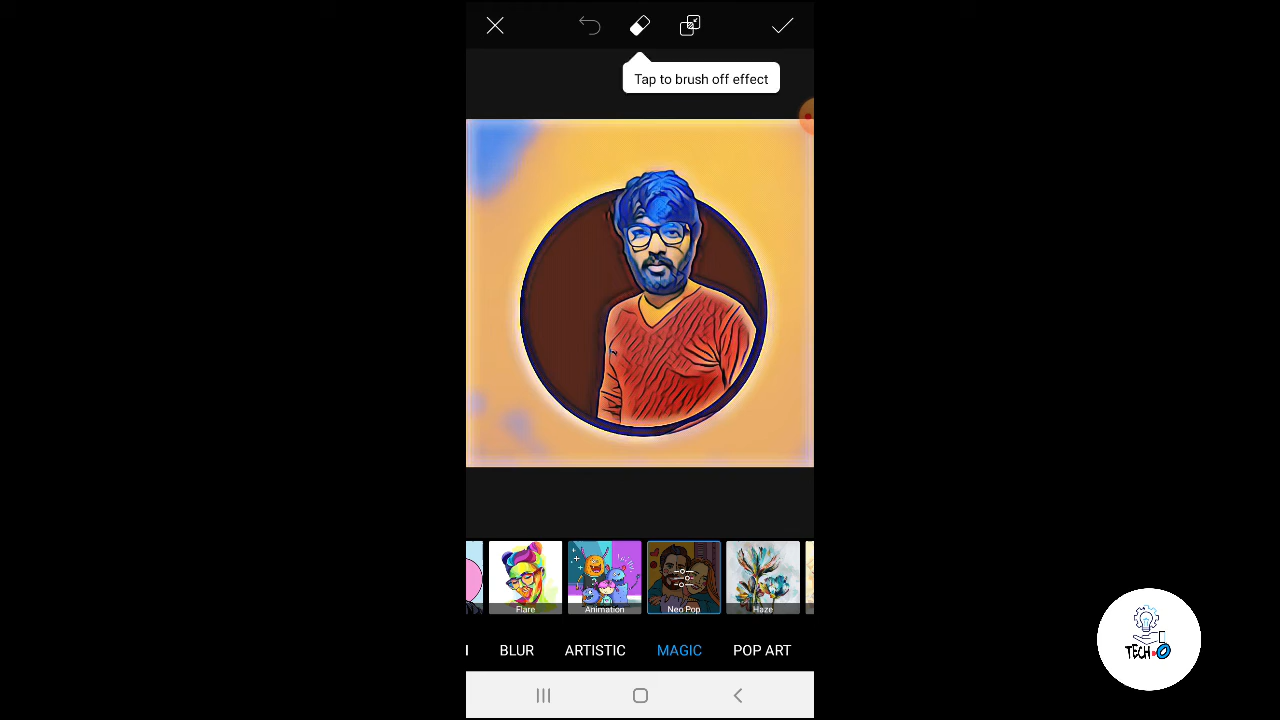 Tap to brush off effect
Flare
Animation
Neo Pop
Haze
BLUR
ARTISTIC
MAGIC
POP ART
TECH-O